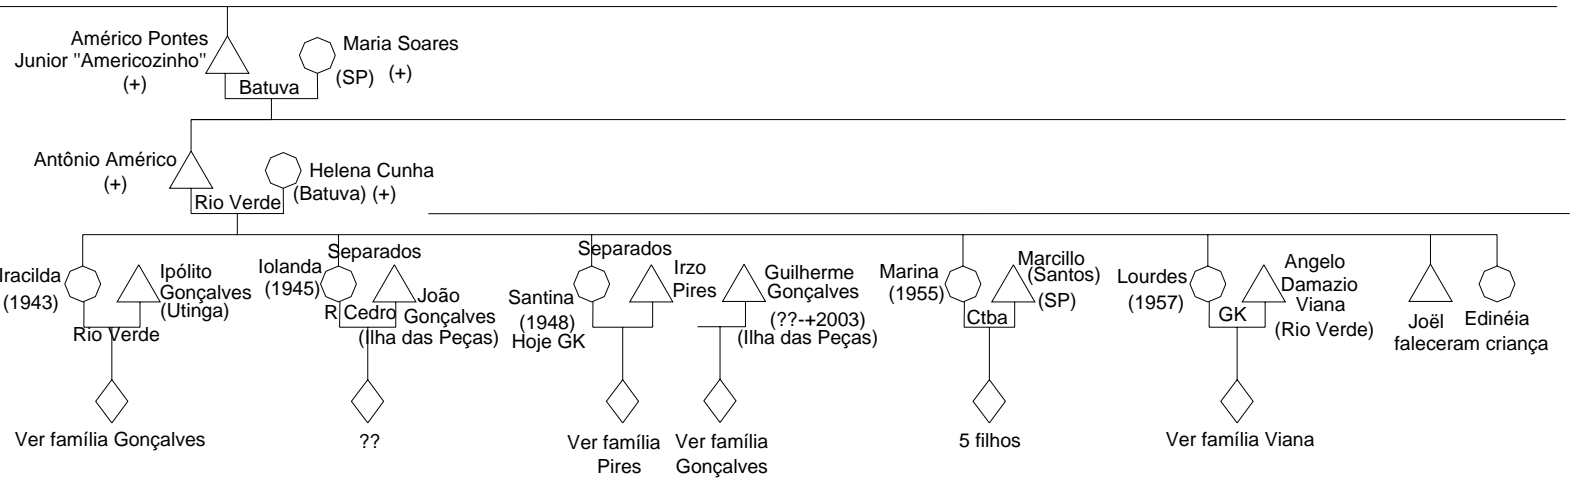 Américo Pontes
Junior "Americozinho"
(+)
Maria Soares
(SP) (+)
Batuva
Antônio Américo
(+)
Helena Cunha
(Batuva) (+)
Rio Verde
Iracilda
(1943)
Ipólito
Gonçalves
(Utinga)
Rio Verde
Ver família Gonçalves
Separados
Iolanda
(1945)
R Cedro
João
Gonçalves
(Ilha das Peças)
??
Separados
Santina
(1948)
Hoje GK
Irzo
Pires
Ver família
Pires
Guilherme
Gonçalves
(??-+2003)
(Ilha das Peças)
Ver família
Gonçalves
Marina
(1955)
Marcillo
(Santos)
(SP)
Ctba
5 filhos
Lourdes
(1957)
GK
Angelo
Damazio
Viana
(Rio Verde)
Ver família Viana
Joël
Edinéia
faleceram criança